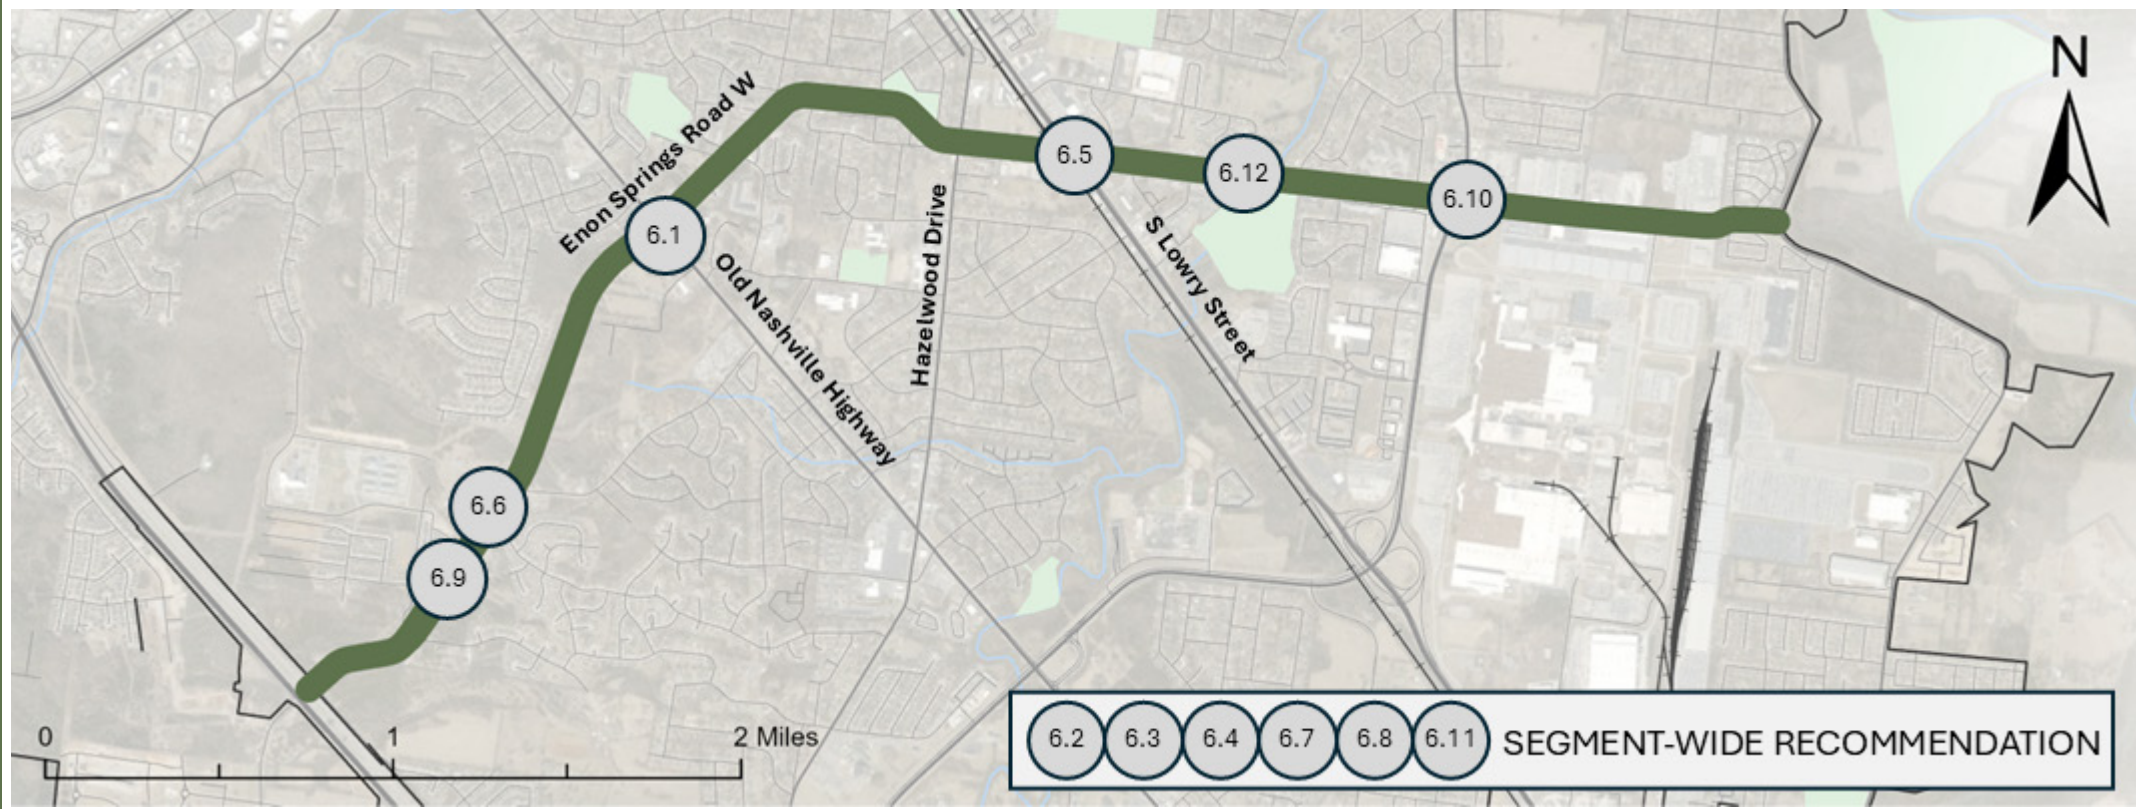 N
Enon Springs Road W
6.5
6.12
6.10
6.1
Hazelwood Drive
S Lowry Street
Old Nashville Highway
6.6
6.9
0
1
2 Miles
6.2
6.3
6.4
6.7
6.8
6.11
SEGMENT-WIDE RECOMMENDATION